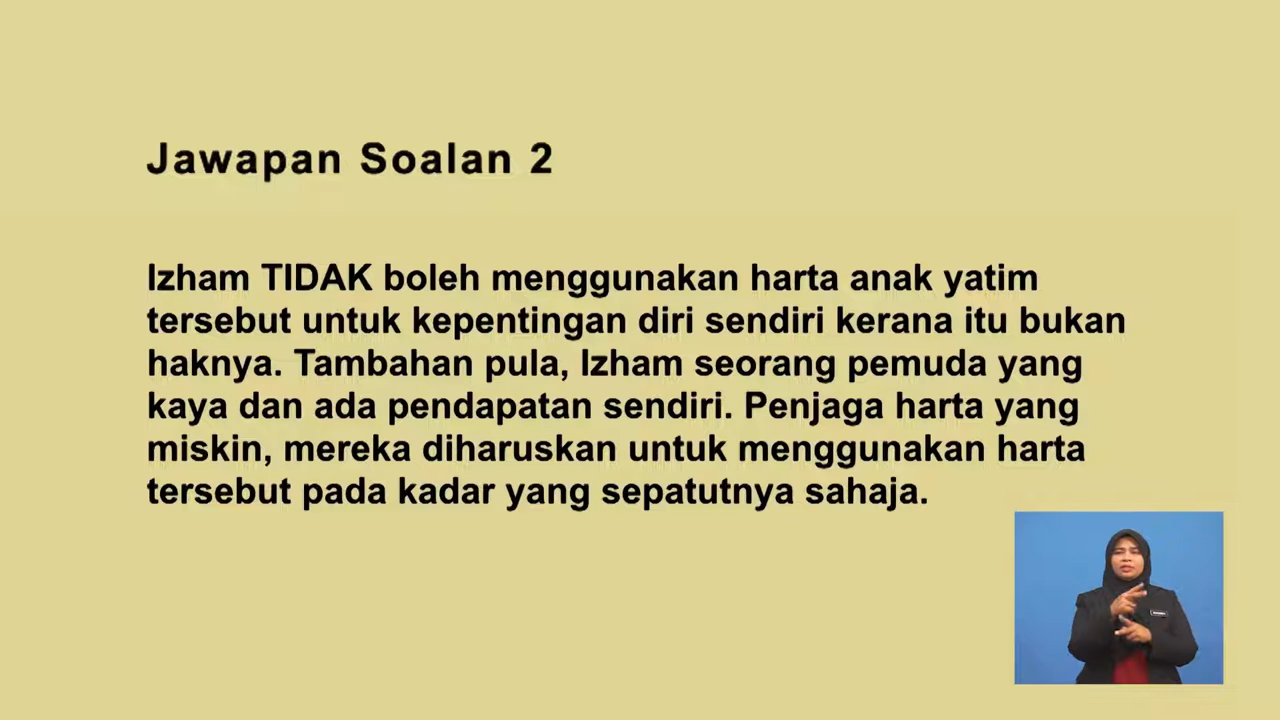 Jawapan Soalan 2
Izham TIDAK boleh menggunakan harta anak yatim
tersebut untuk kepentingan diri sendiri kerana itu bukan
haknya. Tambahan pula, Izham seorang pemuda yang
kaya dan ada pendapatan sendiri. Penjaga harta yang
miskin, mereka diharuskan untuk menggunakan harta
tersebut pada kadar yang sepatutnya sahaja.